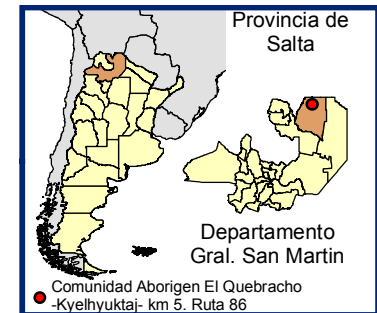 Provincia de
Salta
Departamento
Gral. San Martin
Comunidad Aborigen El Quebracho
-Kyelhyuktaj- km 5. Ruta 86